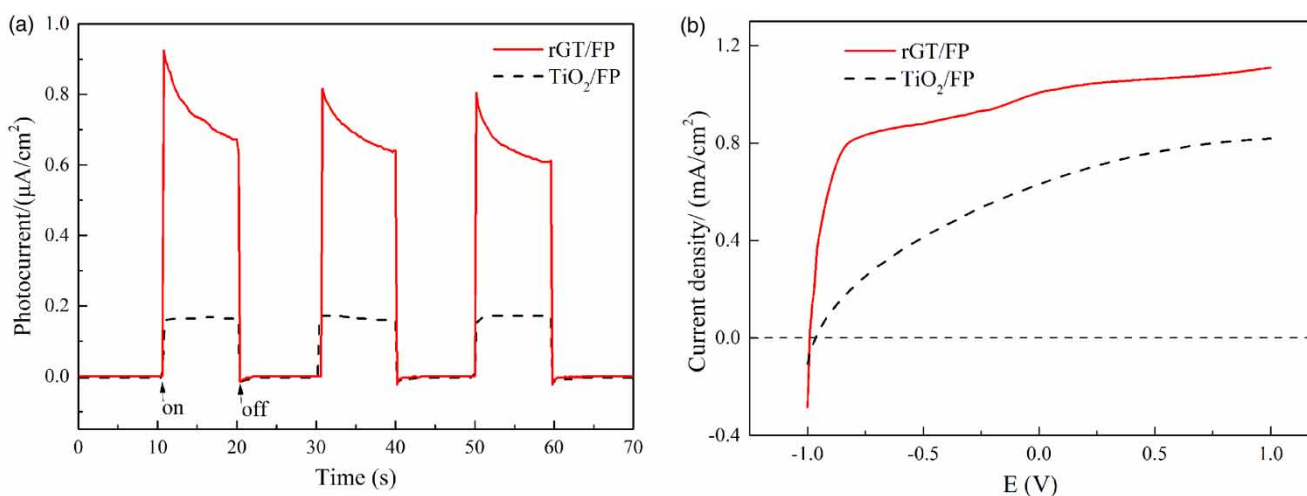 (a)
rGT/FP
TiO2/FP
Photocurrent/(μA/cm2)
1.0
0.8
0.6
0.4
0.2
0.0
on
off
0 10 20 30 40 50 60 70
Time (s)
(b)
rGT/FP
TiO2/FP
Current density/ (mA/cm2)
1.2
0.8
0.4
0.0
-0.4
-1.0 -0.5 0.0 0.5 1.0
E (V)